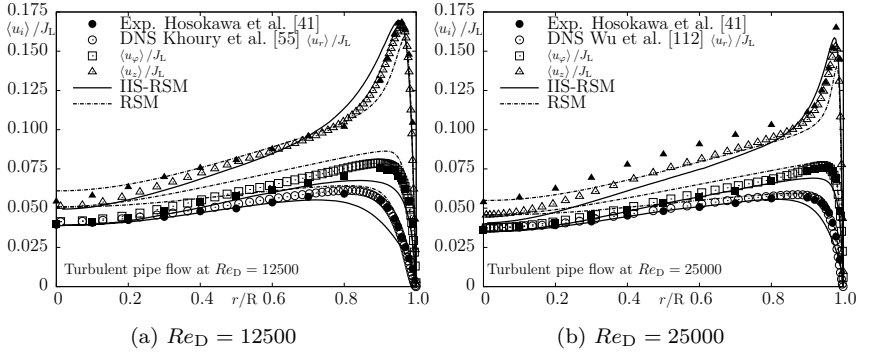 0.175
0.150
0.125
0.100
0.075
0.050
0.025
0
⟨u_i⟩/J_L
Exp. Hosokawa et al. [41]
DNS Khoury et al. [55] ⟨u_r⟩/J_L
⟨u_φ⟩/J_L
⟨u_z⟩/J_L
IIS-RSM
RSM
Turbulent pipe flow at Re_D = 12500
0.0 0.2 0.4 0.6 0.8 1.0
r/R
(a) Re_D = 12500
0.175
0.150
0.125
0.100
0.075
0.050
0.025
0
⟨u_i⟩/J_L
Exp. Hosokawa et al. [41]
DNS Wu et al. [112] ⟨u_r⟩/J_L
⟨u_φ⟩/J_L
⟨u_z⟩/J_L
IIS-RSM
RSM
Turbulent pipe flow at Re_D = 25000
0.0 0.2 0.4 0.6 0.8 1.0
r/R
(b) Re_D = 25000